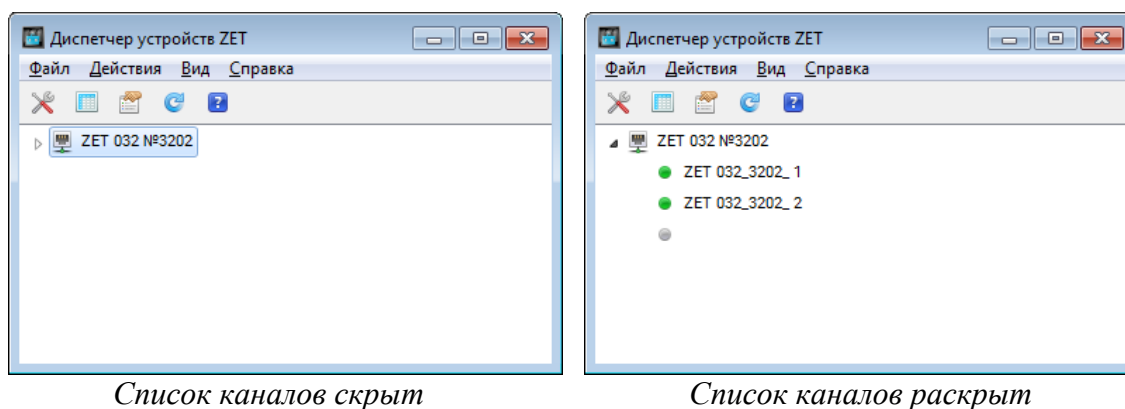 Диспетчер устройств ZET
Файл Действия Вид Справка
ZET 032 №3202
Список каналов скрыт
Диспетчер устройств ZET
Файл Действия Вид Справка
ZET 032 №3202
ZET 032_3202_ 1
ZET 032_3202_ 2
Список каналов раскрыт